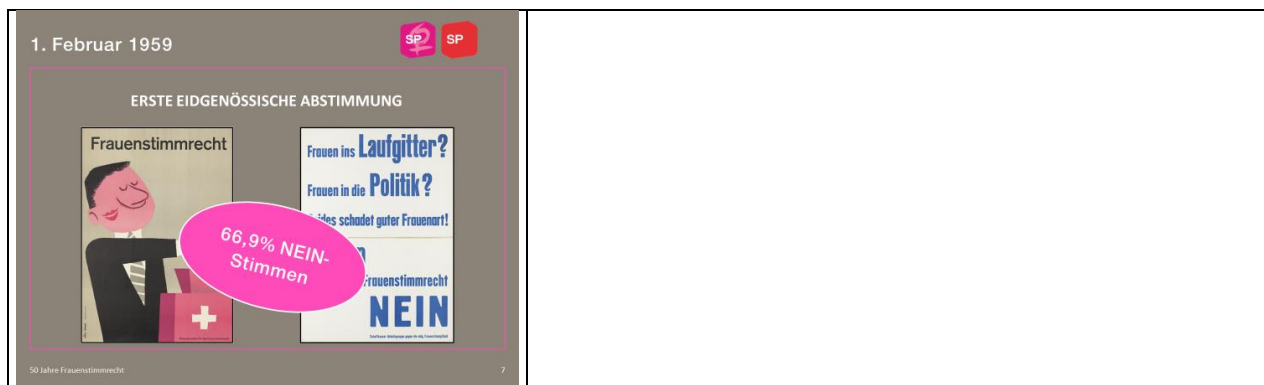 1. Februar 1959
SP SP
ERSTE EIDGENÖSSISCHE ABSTIMMUNG
Frauenstimmrecht
Frauen ins Laufgitter?
Frauen in die Politik?
schadet guter Frauenart!
Frauenstimmrecht
NEIN
66,9% NEIN-
Stimmen
50 Jahre Frauenstimmrecht
7